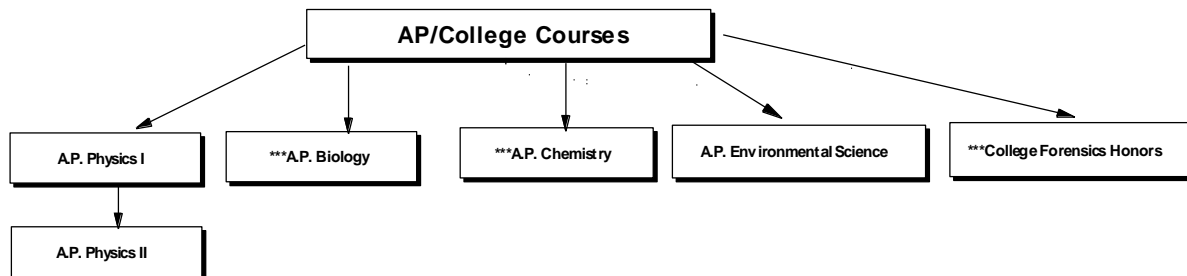 AP/College Courses
A.P. Physics I
***A.P. Biology
***A.P. Chemistry
A.P. Environmental Science
***College Forensics Honors
A.P. Physics II